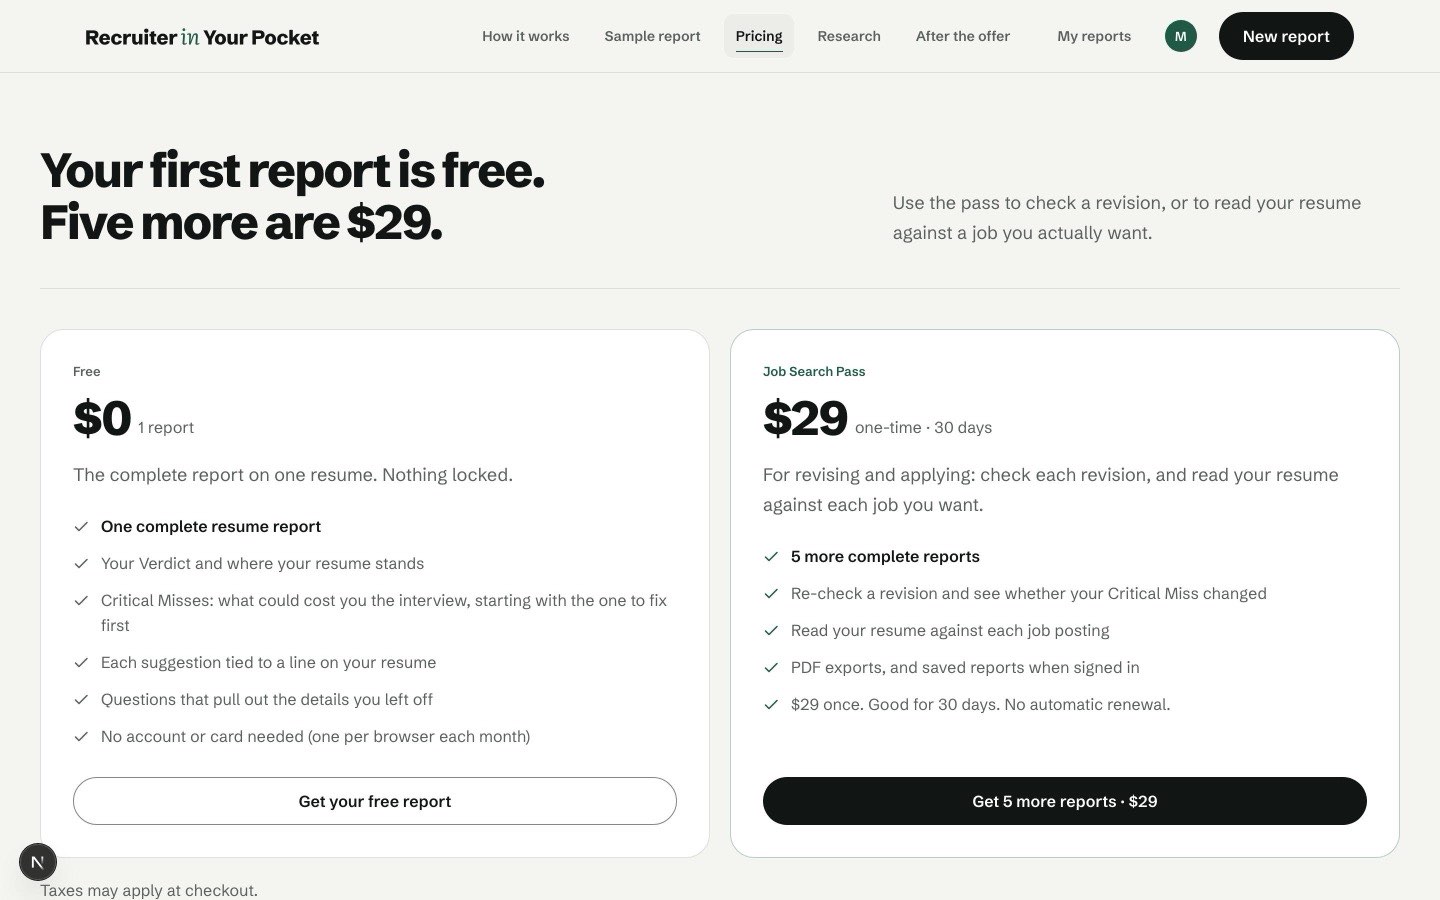 Recruiter in Your Pocket
How it works
Sample report
Pricing
Research
After the offer
My reports
M
New report
Your first report is free.
Five more are $29.
Use the pass to check a revision, or to read your resume
against a job you actually want.
Free
$0 1 report
The complete report on one resume. Nothing locked.
One complete resume report
Your Verdict and where your resume stands
Critical Misses: what could cost you the interview, starting with the one to fix
first
Each suggestion tied to a line on your resume
Questions that pull out the details you left off
No account or card needed (one per browser each month)
Get your free report
Job Search Pass
$29 one-time · 30 days
For revising and applying: check each revision, and read your resume
against each job you want.
5 more complete reports
Re-check a revision and see whether your Critical Miss changed
Read your resume against each job posting
PDF exports, and saved reports when signed in
$29 once. Good for 30 days. No automatic renewal.
Get 5 more reports · $29
N
Taxes may apply at checkout.